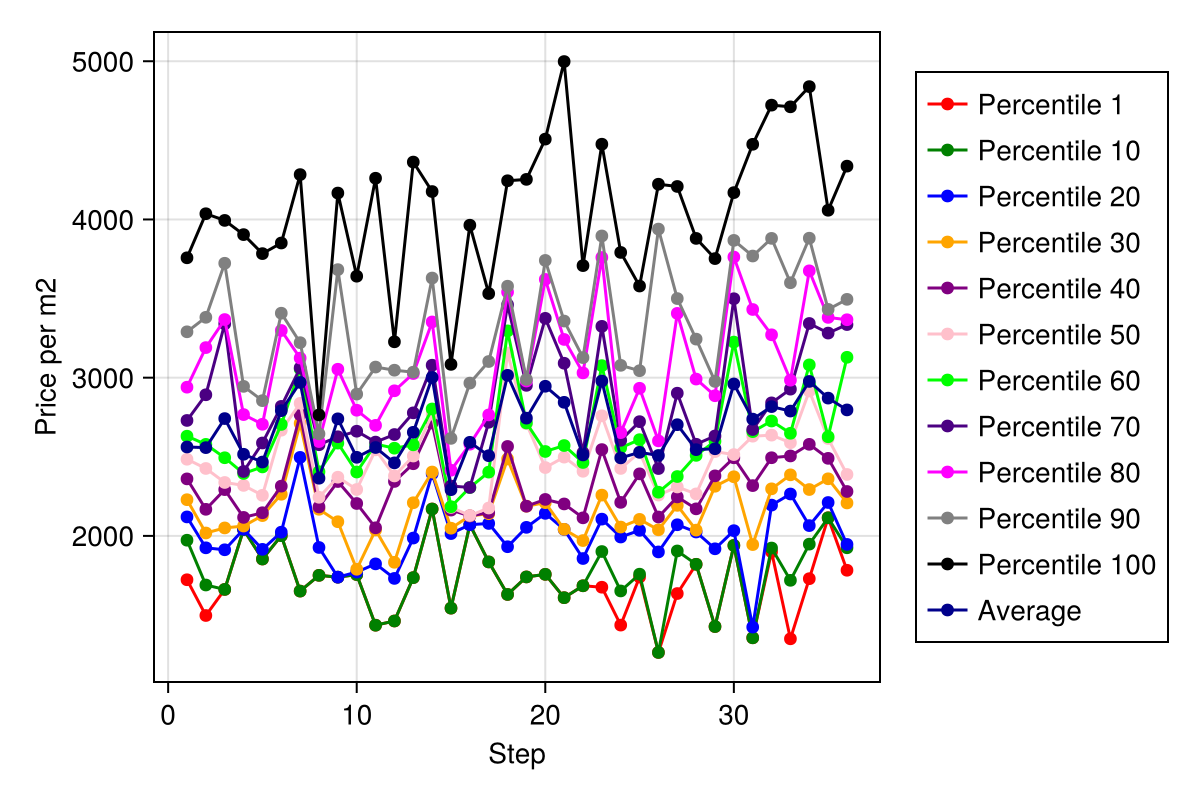 5000
4000
3000
2000
Price per m2
0 10 20 30
Step
Percentile 1
Percentile 10
Percentile 20
Percentile 30
Percentile 40
Percentile 50
Percentile 60
Percentile 70
Percentile 80
Percentile 90
Percentile 100
Average